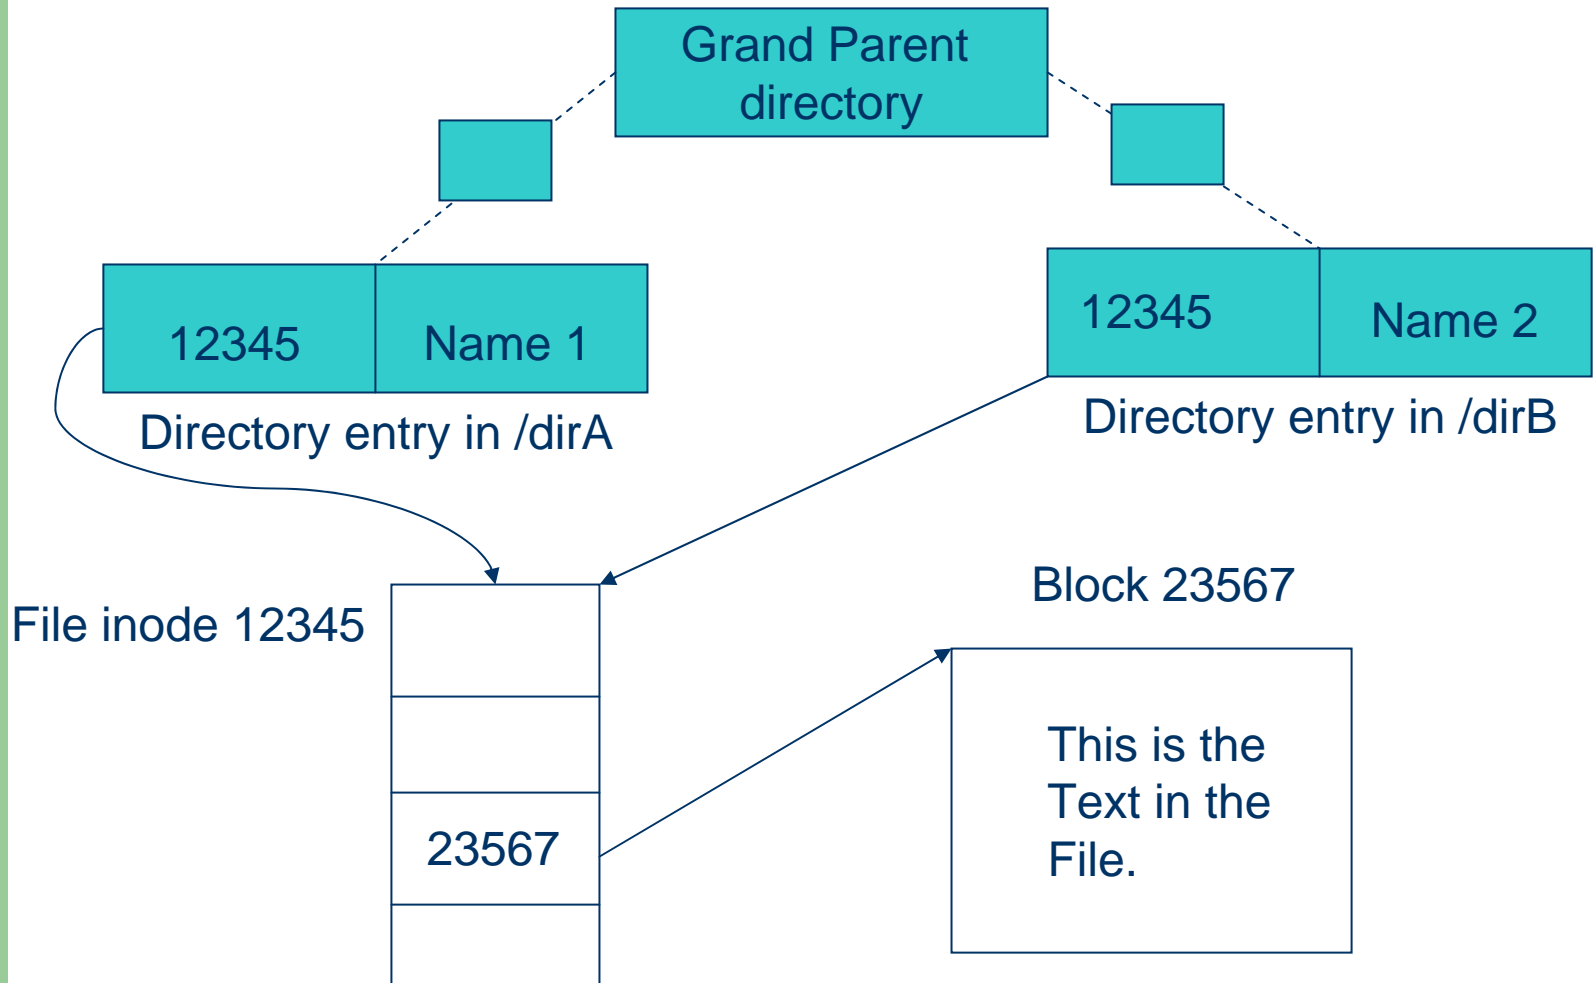 Grand Parent
directory
12345
Name 1
12345
Name 2
Directory entry in /dirA
Directory entry in /dirB
File inode 12345
23567
Block 23567
This is the
Text in the
File.